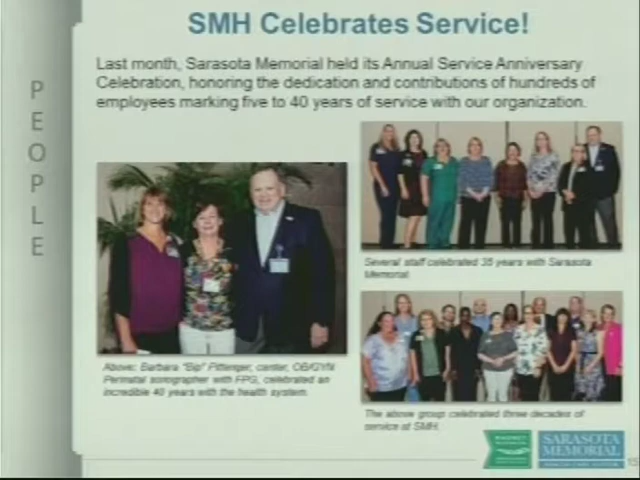 SMH Celebrates Service!
Last month, Sarasota Memorial held its Annual Service Anniversary
Celebration, honoring the dedication and contributions of hundreds of
employees marking five to 40 years of service with our organization.
PEOPLE
Several staff celebrated 35 years with Sarasota
Memorial.
Above: Barbara "Bip" Pittenger, center, OB/GYN
Perinatal sonographer with FPG, celebrated an
incredible 40 years with the health system.
The above group celebrated three decades of
service at SMH.
SARASOTA
MEMORIAL